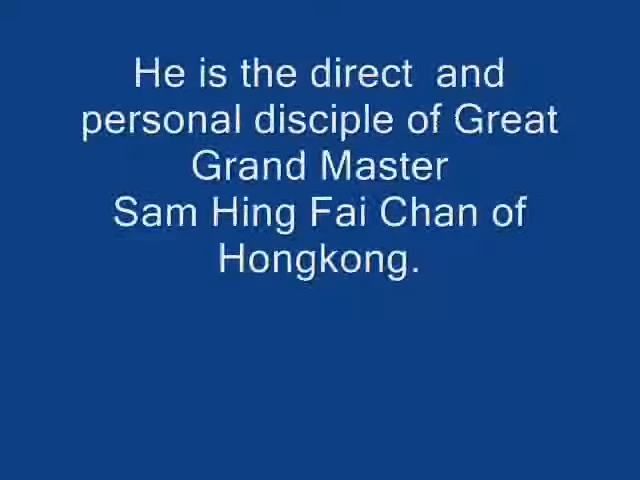 He is the direct  and
personal disciple of Great
Grand Master
Sam Hing Fai Chan of
Hongkong.